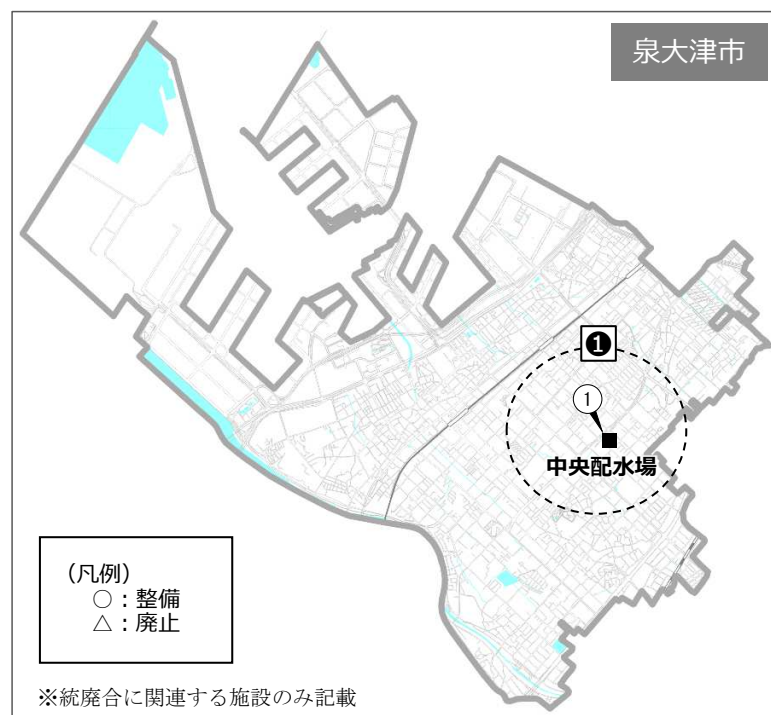 泉大津市
❶
①
中央配水場
(凡例)
○：整備
△：廃止
※統廃合に関連する施設のみ記載